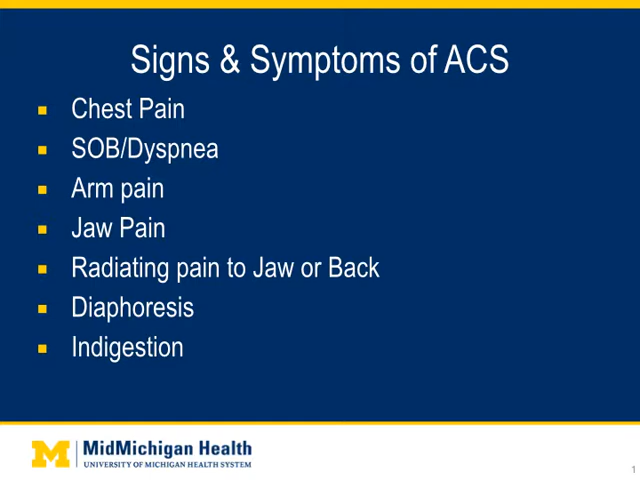 Signs & Symptoms of ACS
Chest Pain
SOB/Dyspnea
Arm pain
Jaw Pain
Radiating pain to Jaw or Back
Diaphoresis
Indigestion
M
MidMichigan Health
UNIVERSITY OF MICHIGAN HEALTH SYSTEM
1